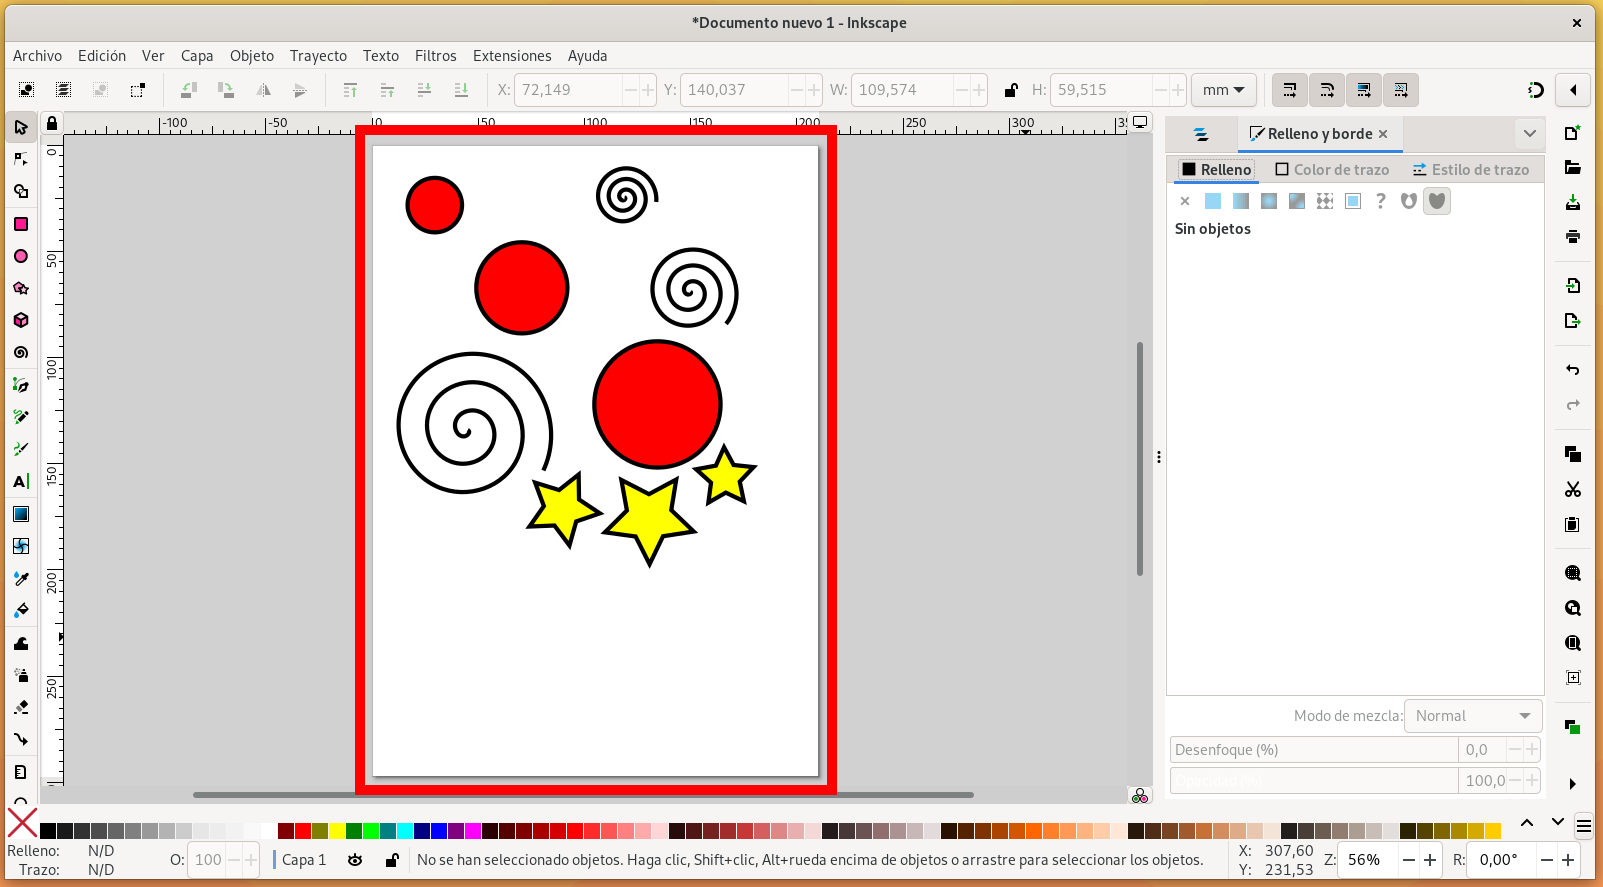 *Documento nuevo 1 - Inkscape
Archivo Edición Ver Capa Objeto Trayecto Texto Filtros Extensiones Ayuda
X: 72,149 Y: 140,037 W: 109,574 H: 59,515 mm
-100 -50 0 50 100 150 200 250 300
Relleno y borde
Relleno Color de trazo Estilo de trazo
Sin objetos
0
50
100
150
200
250
Modo de mezcla: Normal
Desenfoque (%) 0,0
Opacidad (%) 100,0
Relleno: N/D
Trazo: N/D
O: 100
Capa 1
No se han seleccionado objetos. Haga clic, Shift+clic, Alt+rueda encima de objetos o arrastre para seleccionar los objetos.
X: 307,60
Y: 231,53
Z: 56%
R: 0,00°